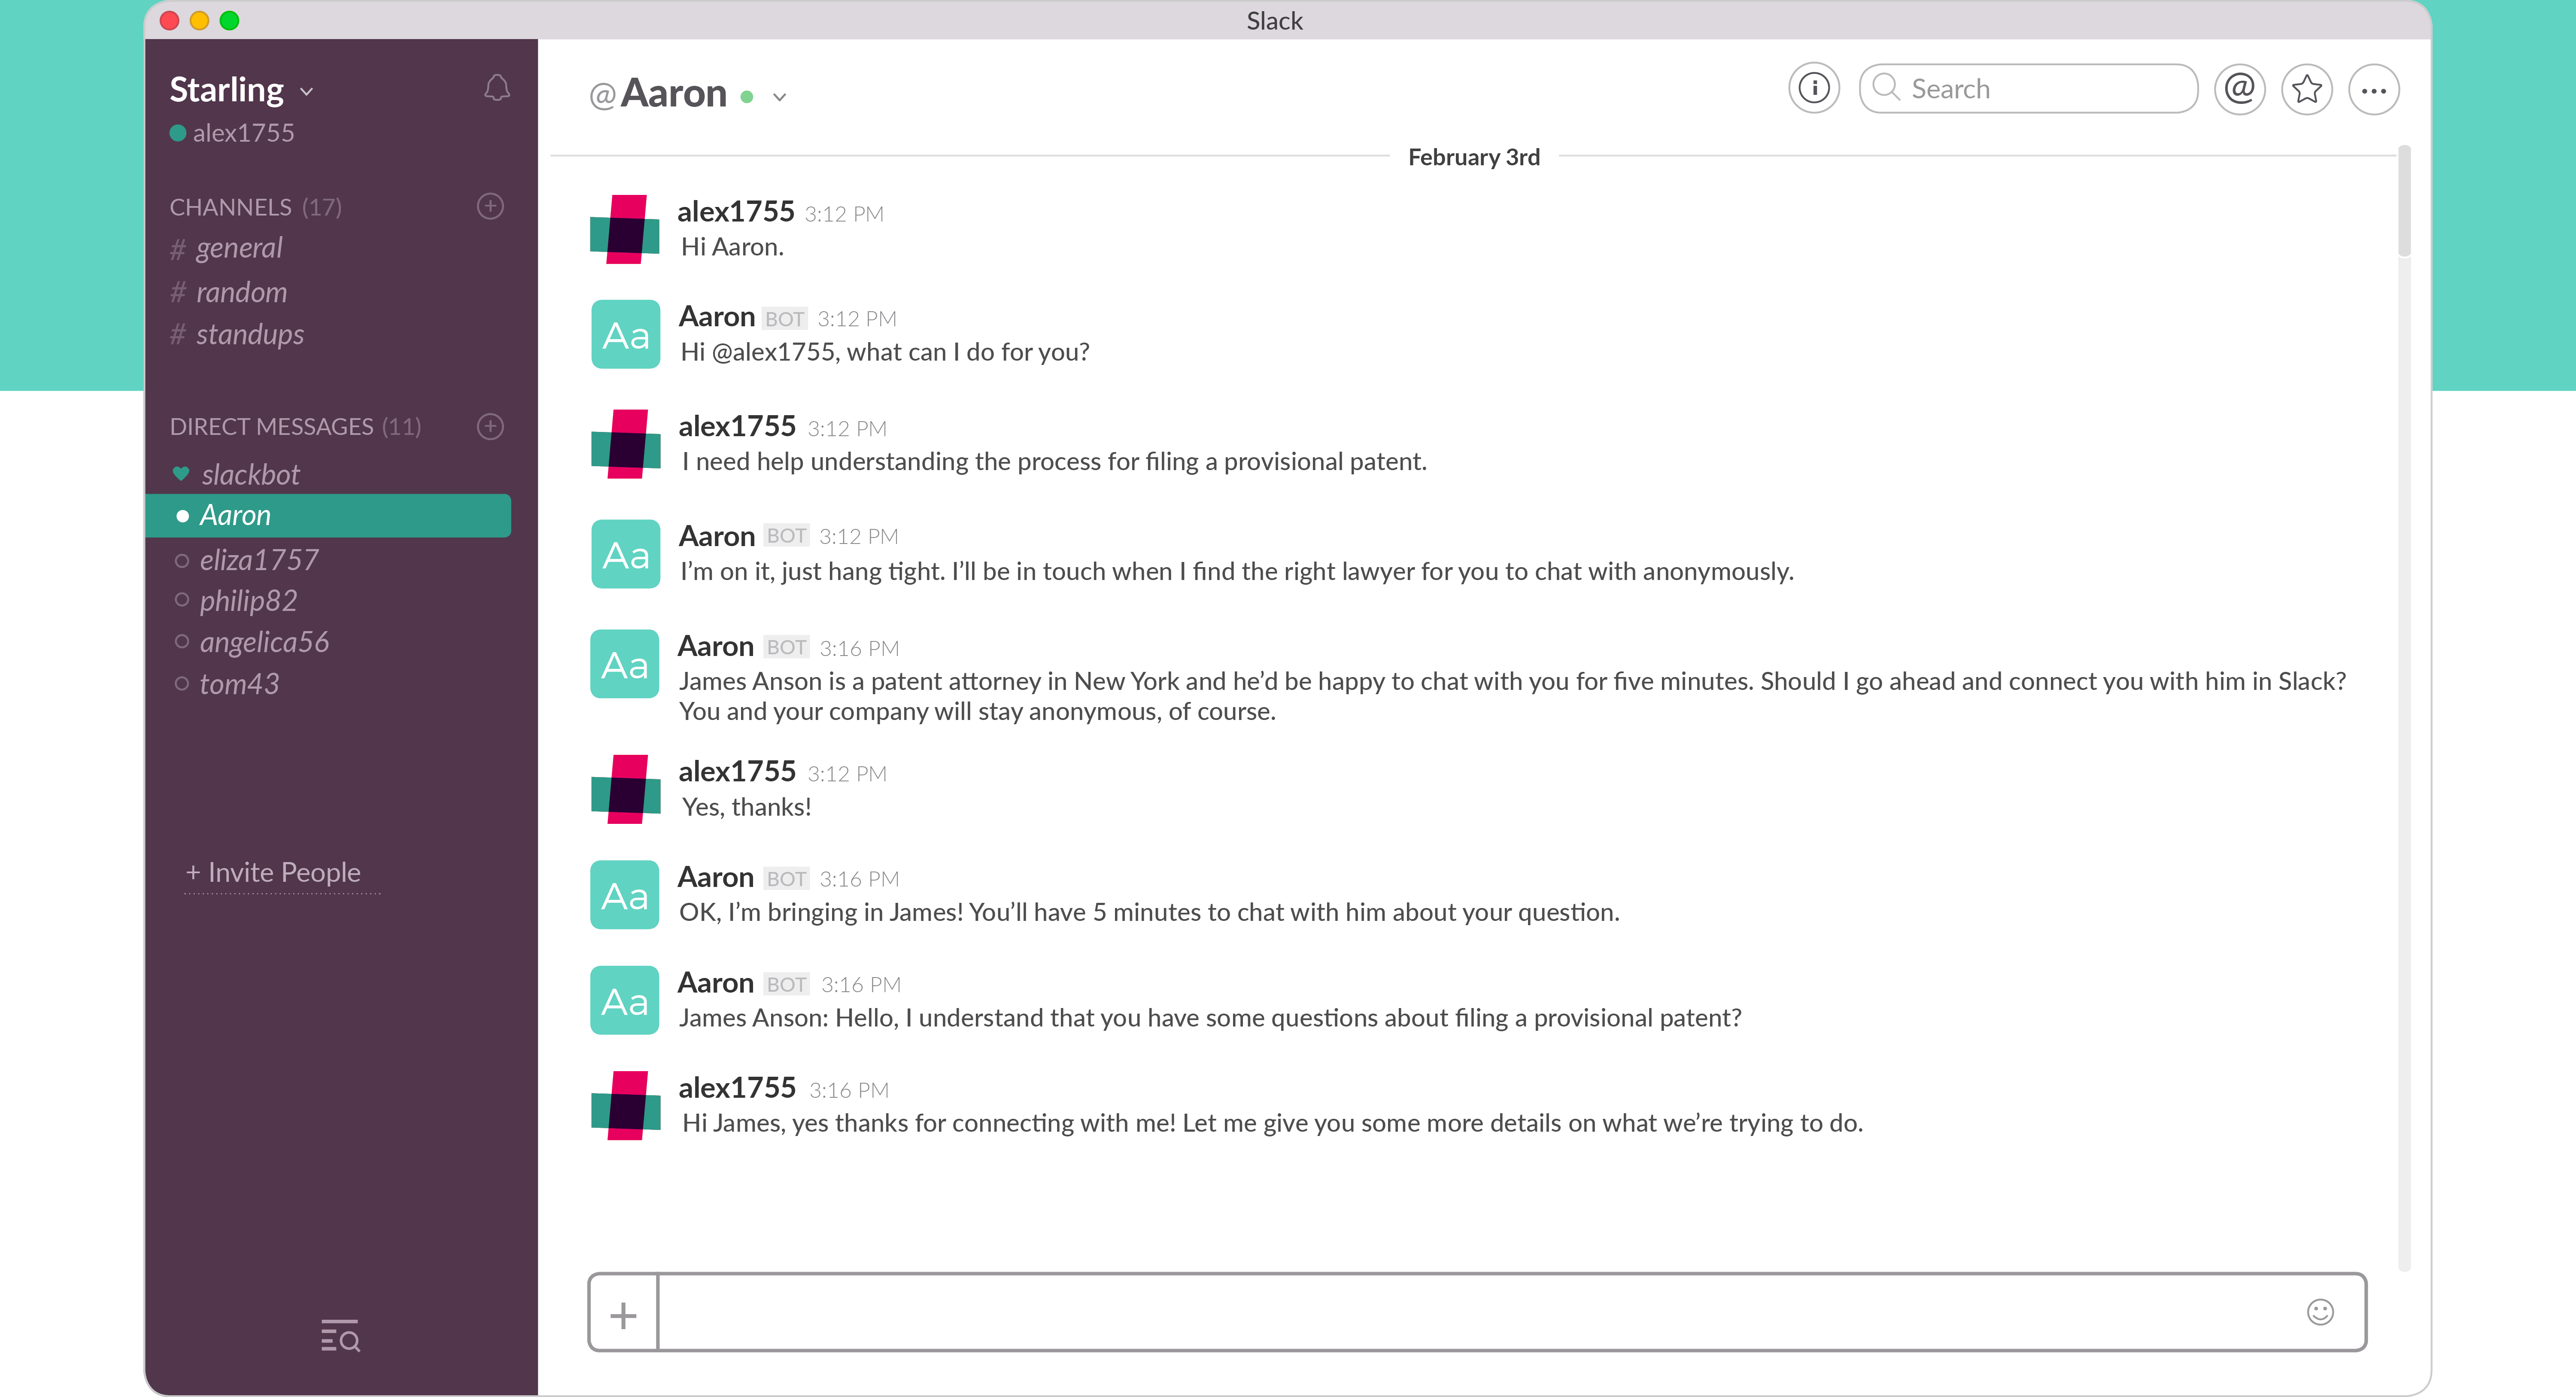 Slack
Starling
alex1755
CHANNELS (17)
# general
# random
# standups
DIRECT MESSAGES (11)
slackbot
Aaron
eliza1757
philip82
angelica56
tom43
+ Invite People
@Aaron
Search
@
February 3rd
alex1755 3:12 PM
Hi Aaron.
Aa
Aaron BOT 3:12 PM
Hi @alex1755, what can I do for you?
alex1755 3:12 PM
I need help understanding the process for filing a provisional patent.
Aa
Aaron BOT 3:12 PM
I’m on it, just hang tight. I’ll be in touch when I find the right lawyer for you to chat with anonymously.
Aa
Aaron BOT 3:16 PM
James Anson is a patent attorney in New York and he’d be happy to chat with you for five minutes. Should I go ahead and connect you with him in Slack?
You and your company will stay anonymous, of course.
alex1755 3:12 PM
Yes, thanks!
Aa
Aaron BOT 3:16 PM
OK, I’m bringing in James! You’ll have 5 minutes to chat with him about your question.
Aa
Aaron BOT 3:16 PM
James Anson: Hello, I understand that you have some questions about filing a provisional patent?
alex1755 3:16 PM
Hi James, yes thanks for connecting with me! Let me give you some more details on what we’re trying to do.